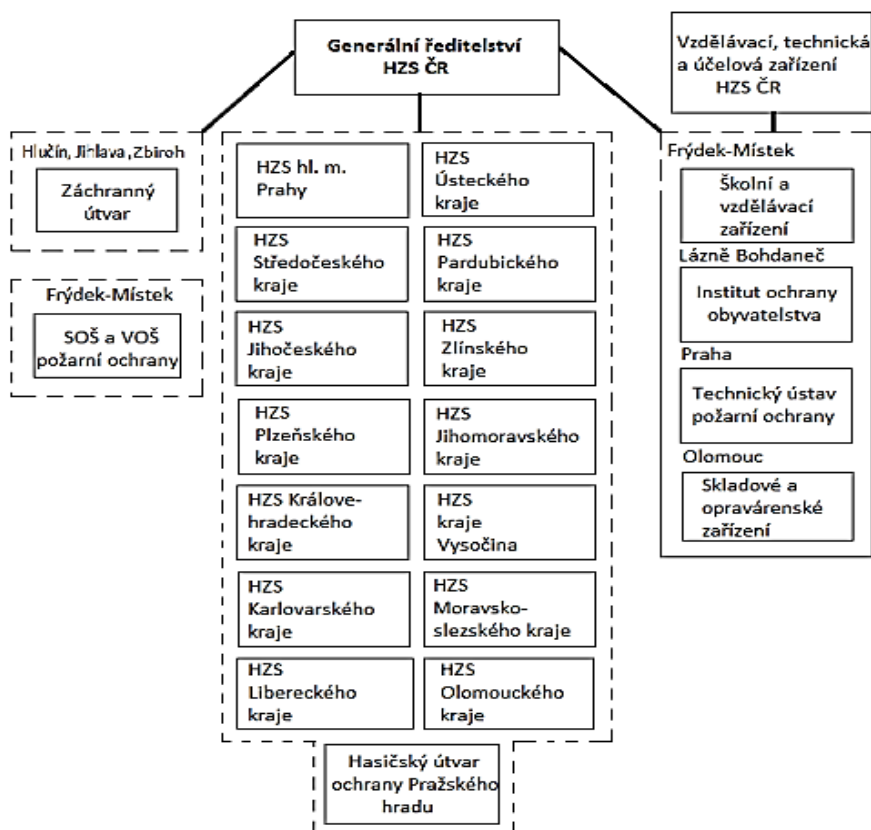 Generální ředitelství
HZS ČR
Vzdělávací, technická
a účelová zařízení
HZS ČR
Hlučín, Jihlava ,Zbiroh
Záchranný
útvar
Frýdek-Místek
SOŠ a VOŠ
požární ochrany
HZS hl. m.
Prahy
HZS
Ústeckého
kraje
HZS
Středočeského
kraje
HZS
Pardubického
kraje
HZS
Jihočeského
kraje
HZS
Zlínského
kraje
HZS
Plzeňského
kraje
HZS
Jihomoravského
kraje
HZS Králove-
hradeckého
kraje
HZS
kraje
Vysočina
HZS
Karlovarského
kraje
HZS
Moravsko-
slezského kraje
HZS
Libereckého
kraje
HZS
Olomouckého
kraje
Hasičský útvar
ochrany Pražského
hradu
Frýdek-Místek
Školní a
vzdělávací
zařízení
Lázně Bohdaneč
Institut ochrany
obyvatelstva
Praha
Technický ústav
požární ochrany
Olomouc
Skladové a
opravárenské
zařízení